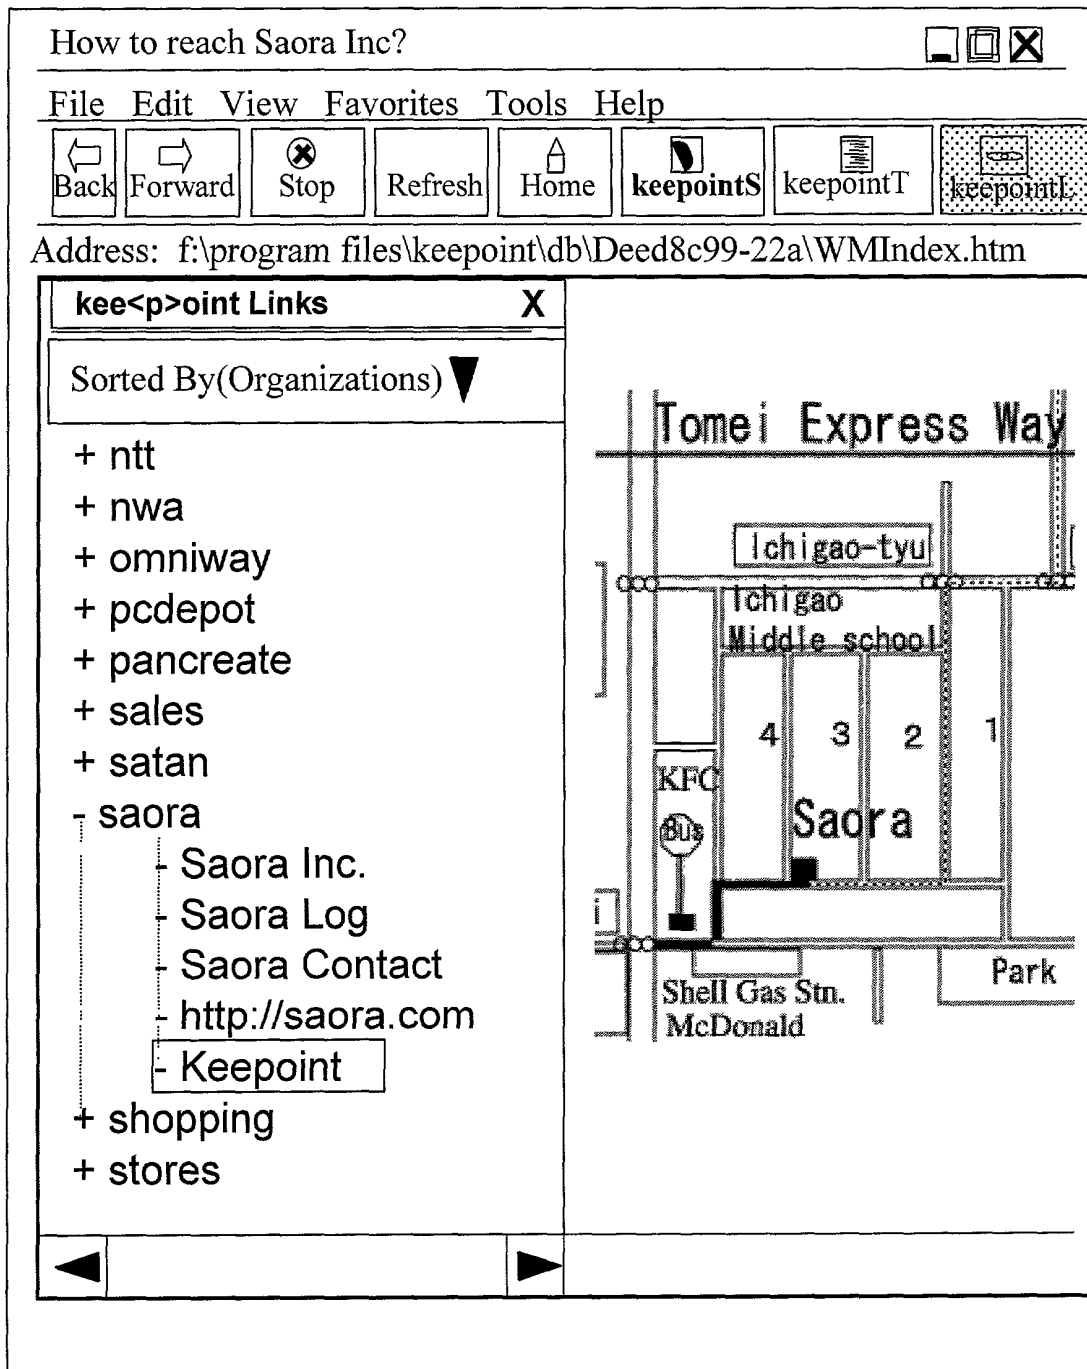 How to reach Saora Inc?
File Edit View Favorites Tools Help
Back Forward Stop Refresh Home keepointS keepointT keepointL
Address: f:\program files\keepoint\db\Deed8c99-22a\WMIndex.htm
kee<p>oint Links X
Sorted By(Organizations)
+ ntt
+ nwa
+ omniway
+ pcdepot
+ pancreate
+ sales
+ satan
- saora
- Saora Inc.
- Saora Log
- Saora Contact
- http://saora.com
- Keepoint
+ shopping
+ stores
Tomei Express Way
Ichigao-tyu
Ichigao
Middle school
4 3 2 1
KFC
Bus
Saora
i
Park
Shell Gas Stn.
McDonald